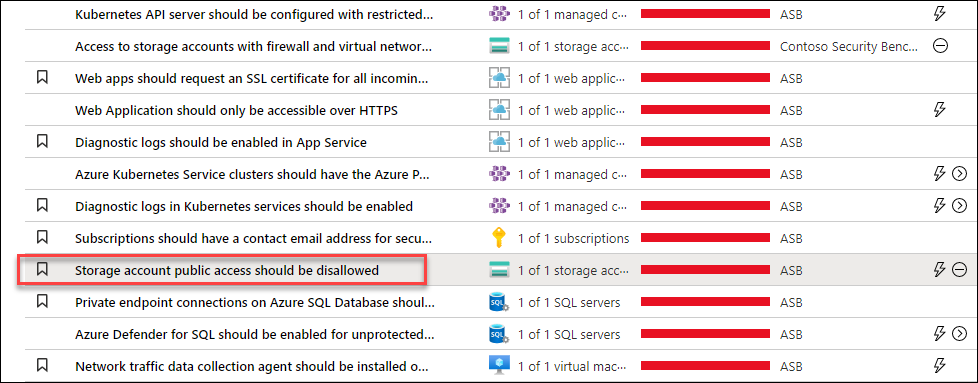 Kubernetes API server should be configured with restricted... 1 of 1 managed c... ASB
Access to storage accounts with firewall and virtual networ... 1 of 1 storage acc... Contoso Security Benc...
Web apps should request an SSL certificate for all incomin... 1 of 1 web applic... ASB
Web Application should only be accessible over HTTPS 1 of 1 web applic... ASB
Diagnostic logs should be enabled in App Service 1 of 1 web applic... ASB
Azure Kubernetes Service clusters should have the Azure P... 1 of 1 managed c... ASB
Diagnostic logs in Kubernetes services should be enabled 1 of 1 managed c... ASB
Subscriptions should have a contact email address for secu... 1 of 1 subscriptions ASB
Storage account public access should be disallowed 1 of 1 storage acc... ASB
Private endpoint connections on Azure SQL Database shoul... SQL 1 of 1 SQL servers ASB
Azure Defender for SQL should be enabled for unprotected... SQL 1 of 1 SQL servers ASB
Network traffic data collection agent should be installed o... 1 of 1 virtual mac... ASB